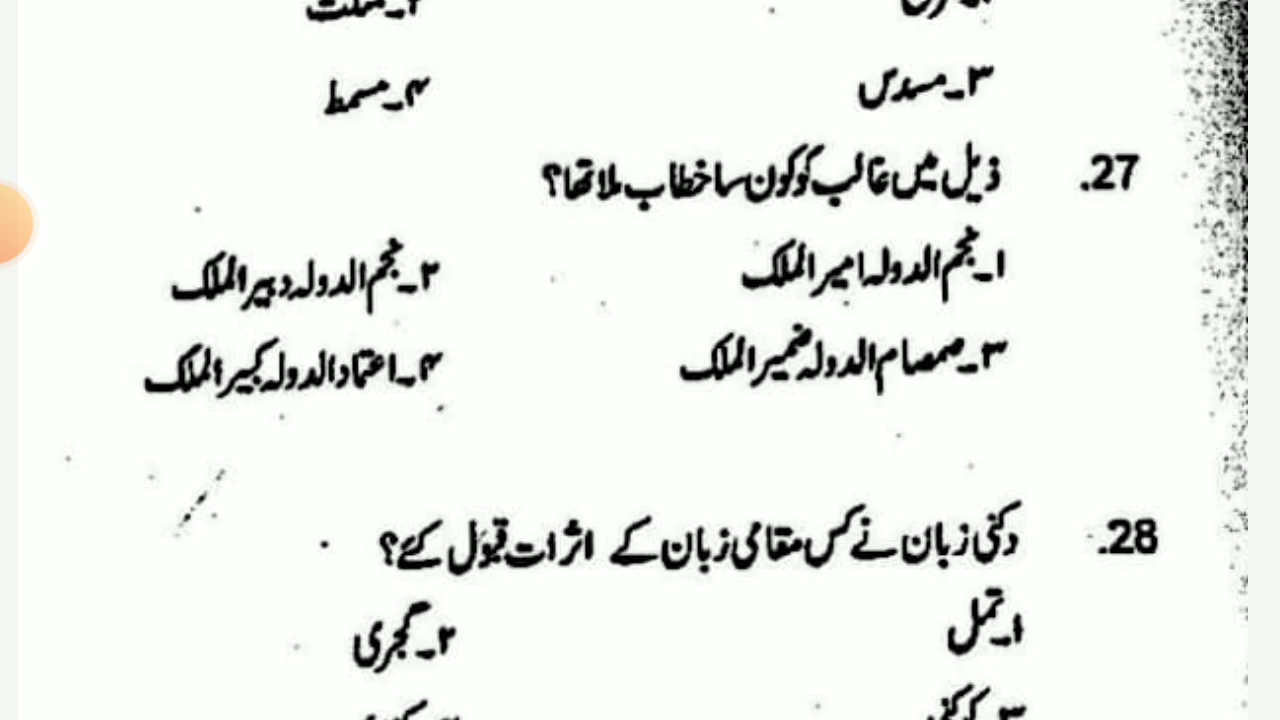 ۳۔مسدس ۴۔مسمط
27. ذیل میں غالب کو کون سا خطاب ملا تھا؟
۱۔نجم الدولہ امیر الملک ۲۔نجم الدولہ دبیر الملک
۳۔صمصام الدولہ ضمیر الملک ۴۔اعتماد الدولہ کبیر الملک
28. دکنی زبان نے کس مقامی زبان کے اثرات قبول کئے؟
۱۔تمل ۲۔گجری